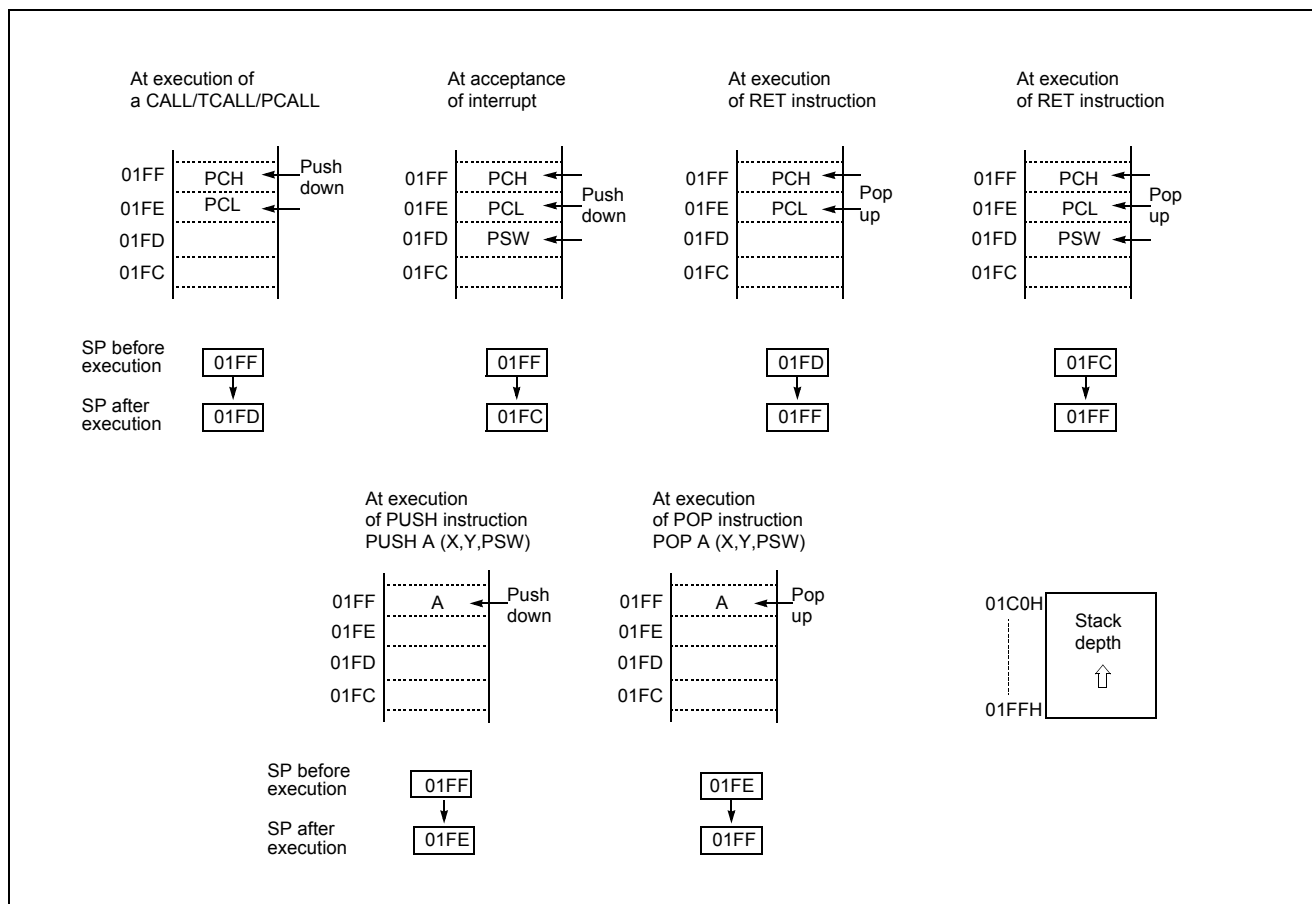 At execution of
a CALL/TCALL/PCALL
01FF
PCH
Push
down
01FE
PCL
01FD
01FC
At acceptance
of interrupt
01FF
PCH
Push
down
01FE
PCL
01FD
PSW
01FC
At execution
of RET instruction
01FF
PCH
Pop
up
01FE
PCL
01FD
01FC
At execution
of RET instruction
01FF
PCH
Pop
up
01FE
PCL
01FD
PSW
01FC
SP before
execution
01FF
01FF
01FD
01FC
SP after
execution
01FD
01FC
01FF
01FF
At execution
of PUSH instruction
PUSH A (X,Y,PSW)
01FF
A
Push
down
01FE
01FD
01FC
At execution
of POP instruction
POP A (X,Y,PSW)
01FF
A
Pop
up
01FE
01FD
01FC
01C0H
Stack
depth
01FFH
SP before
execution
01FF
01FE
SP after
execution
01FE
01FF